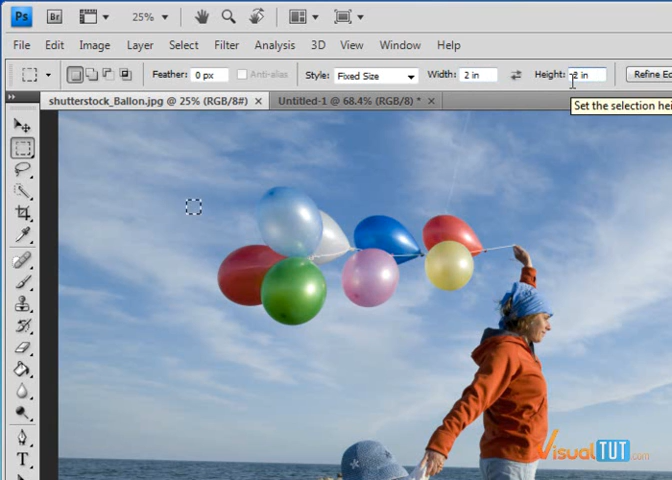 Ps Br 25%
File Edit Image Layer Select Filter Analysis 3D View Window Help
Feather: 0 px Anti-alias Style: Fixed Size Width: 2 in Height: 2 in Refine Ed
shutterstock_Ballon.jpg @ 25% (RGB/8#) × Untitled-1 @ 68.4% (RGB/8) * ×
Set the selection hei
T
VisualTUT.com